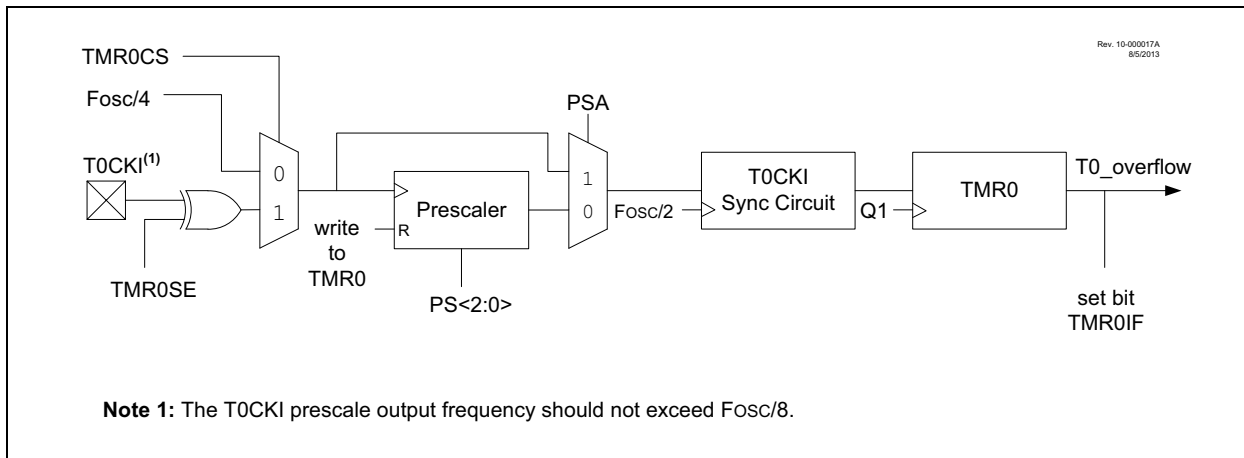 Rev. 10-000017A
8/5/2013
TMR0CS
Fosc/4
PSA
T0CKI(1)
0
1
1
0
T0CKI
Sync Circuit
TMR0
T0_overflow
Prescaler
R
FOSC/2
Q1
write
to
TMR0
TMR0SE
PS<2:0>
set bit
TMR0IF
Note 1: The T0CKI prescale output frequency should not exceed FOSC/8.